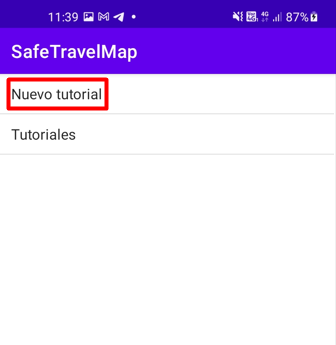 11:39 87%
SafeTravelMap
Nuevo tutorial
Tutoriales